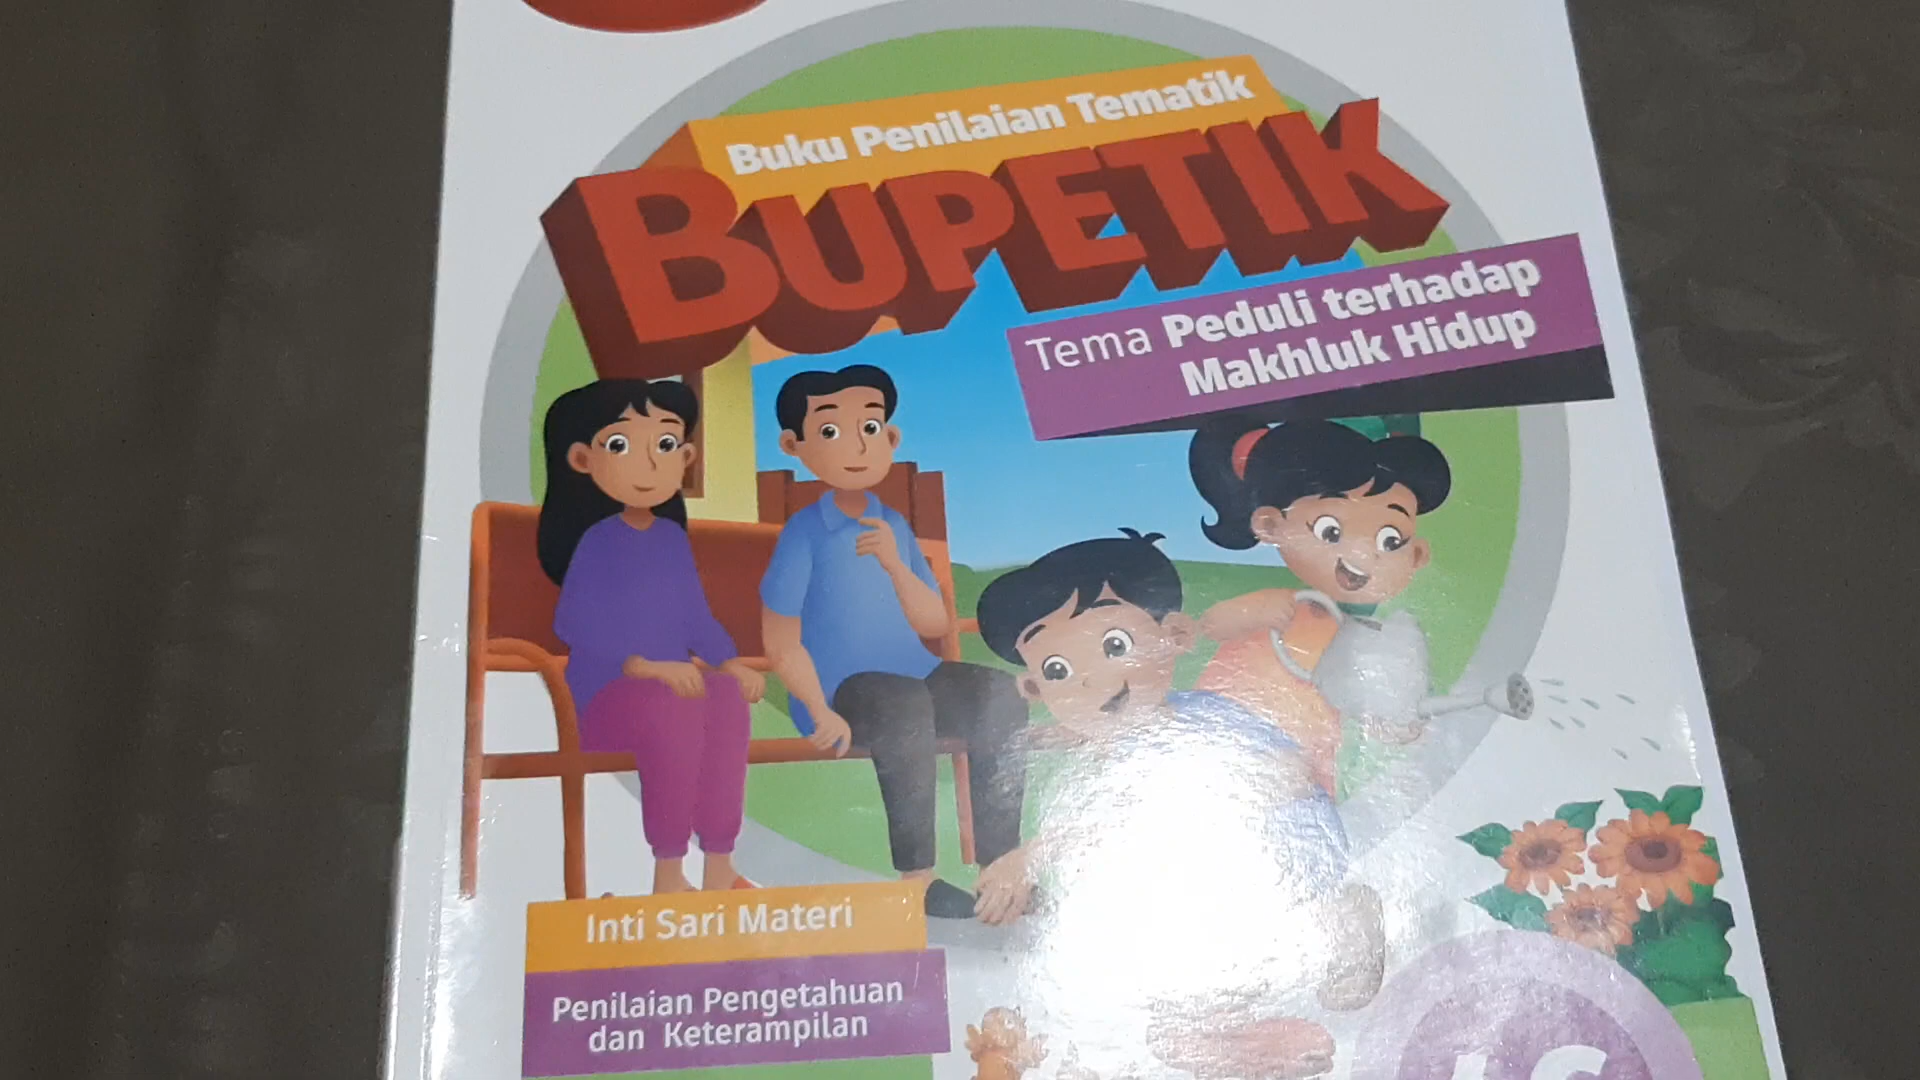 Buku Penilaian Tematik
BUPETIK
Tema Peduli terhadap
Makhluk Hidup
Inti Sari Materi
Penilaian Pengetahuan
dan Keterampilan